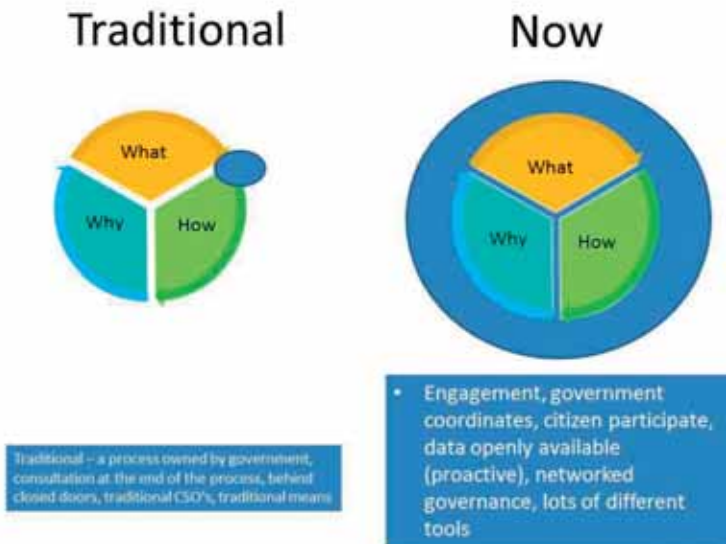 Traditional
Now
What
Why
How
What
Why
How
Traditional – a process owned by government,
consultation at the end of the process, behind
closed doors, traditional CSO's, traditional means
• Engagement, government
coordinates, citizen participate,
data openly available
(proactive), networked
governance, lots of different
tools